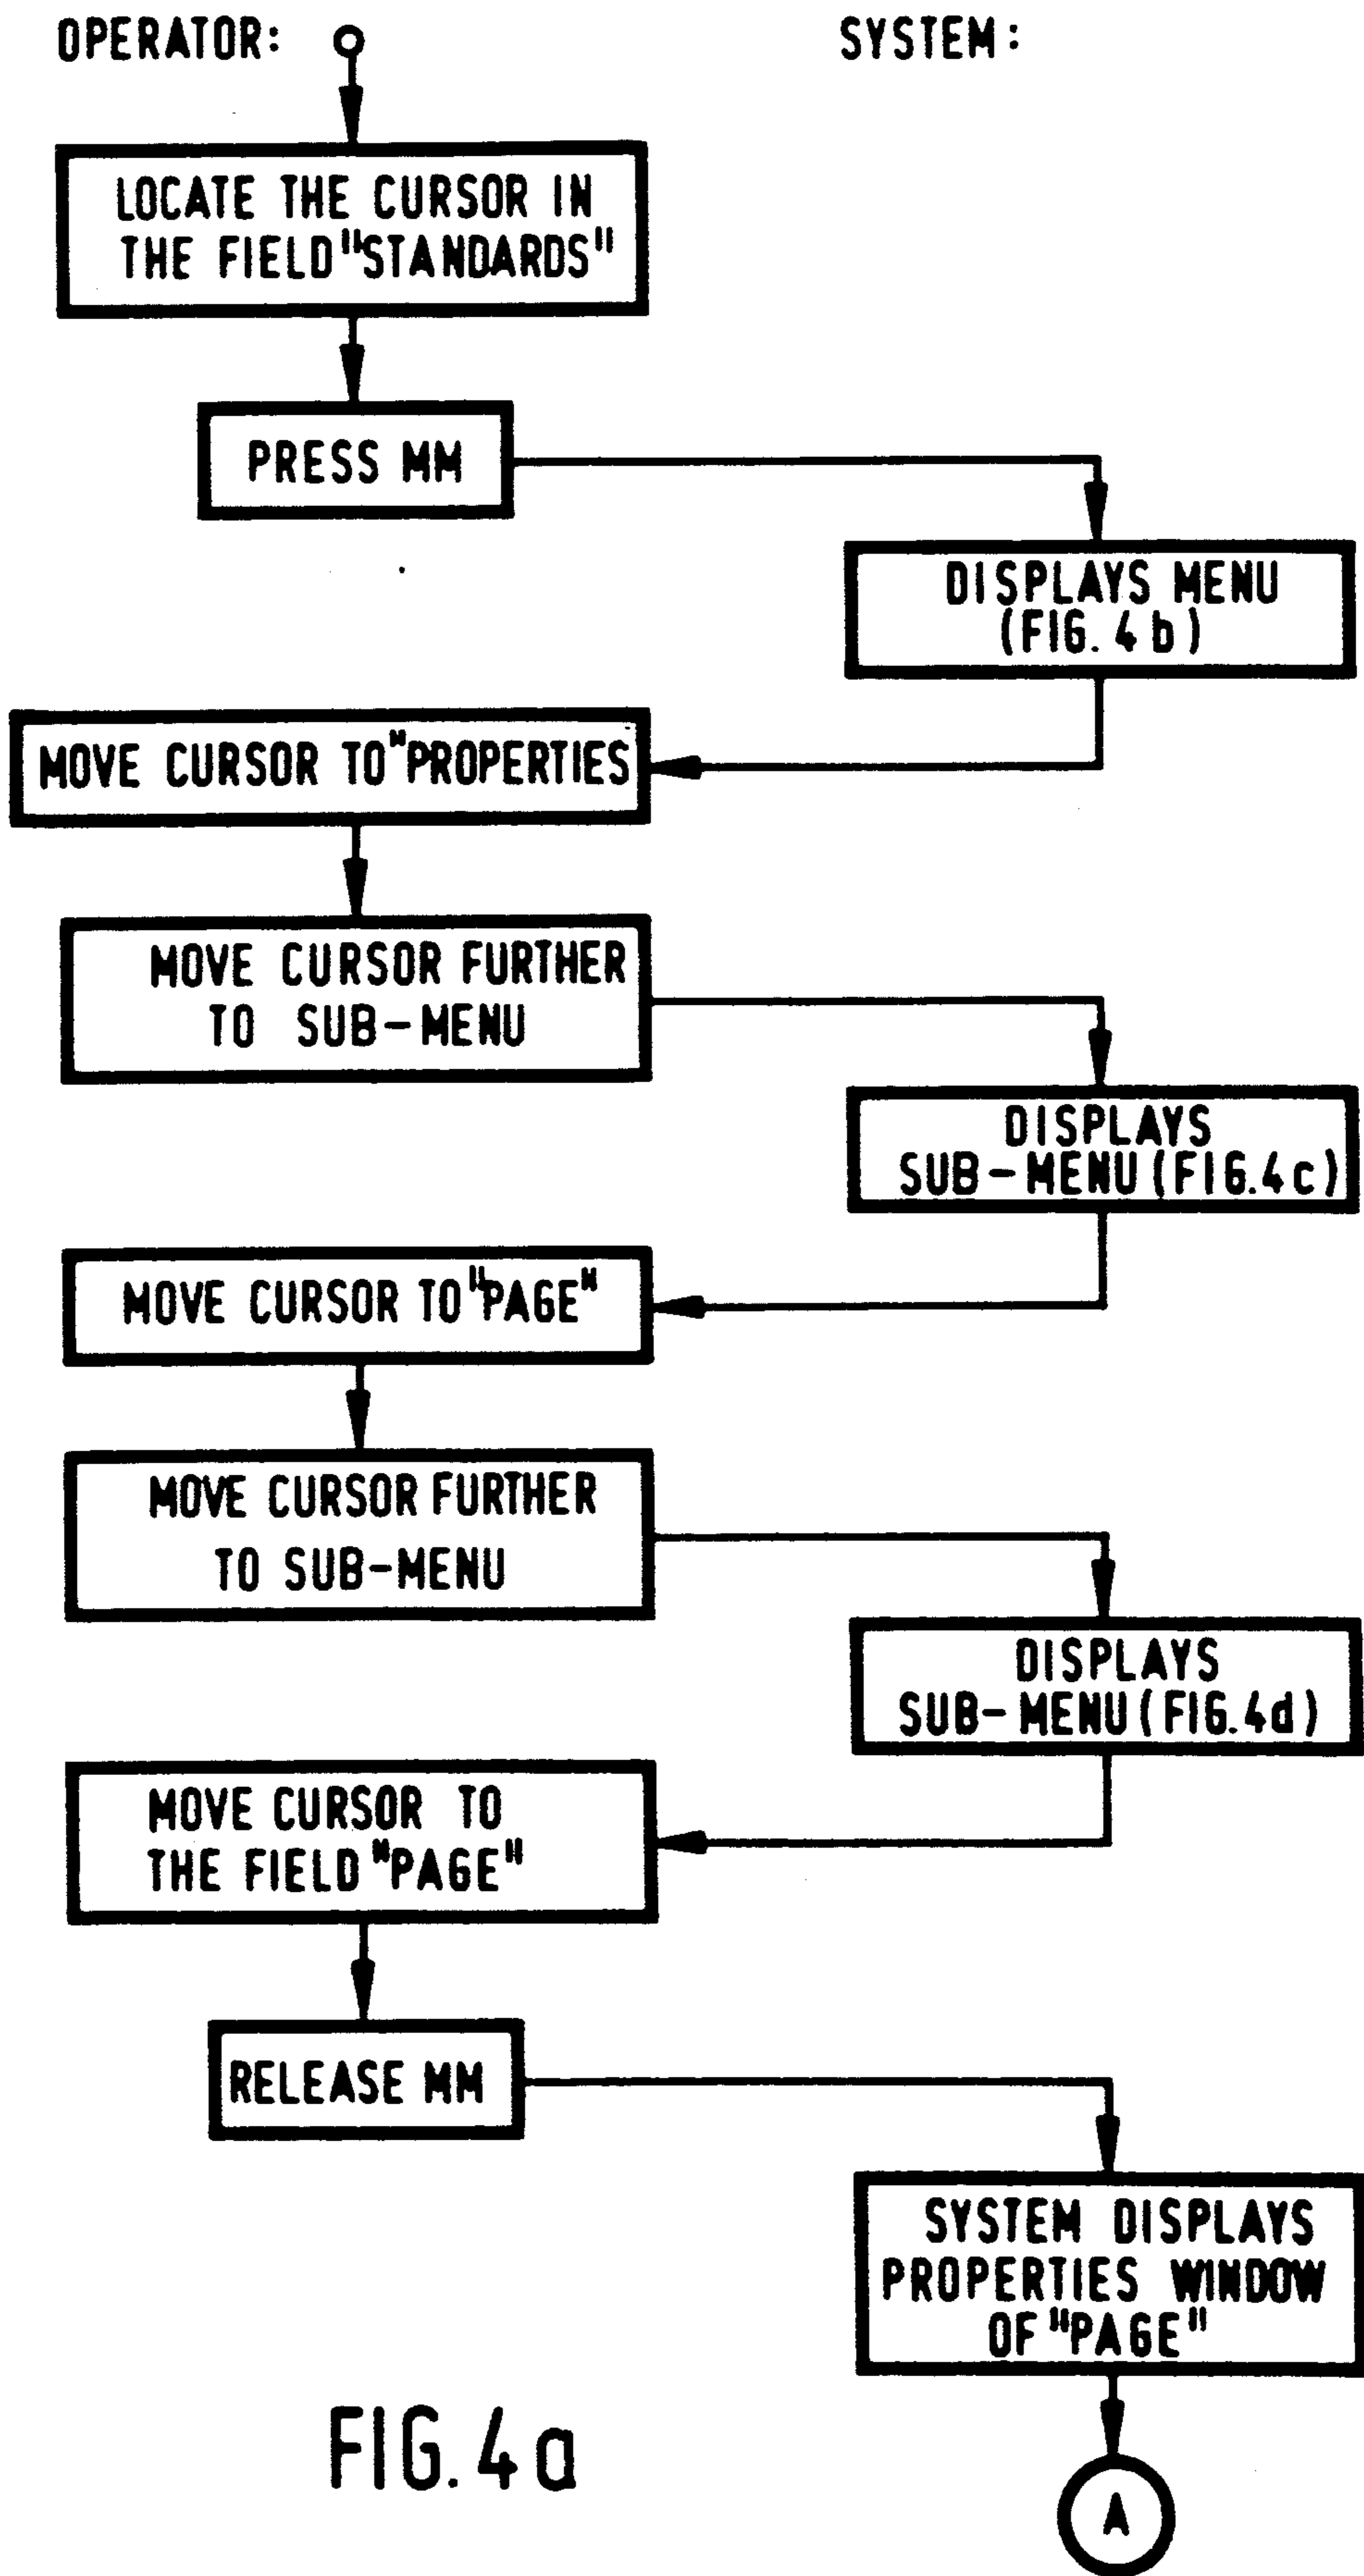 OPERATOR:
SYSTEM:
LOCATE THE CURSOR IN
THE FIELD "STANDARDS"
PRESS MM
DISPLAYS MENU
(FIG. 4b)
MOVE CURSOR TO "PROPERTIES
MOVE CURSOR FURTHER
TO SUB-MENU
DISPLAYS
SUB-MENU (FIG.4c)
MOVE CURSOR TO "PAGE"
MOVE CURSOR FURTHER
TO SUB-MENU
DISPLAYS
SUB-MENU (FIG.4d)
MOVE CURSOR TO
THE FIELD "PAGE"
RELEASE MM
SYSTEM DISPLAYS
PROPERTIES WINDOW
OF "PAGE"
FIG. 4a
A